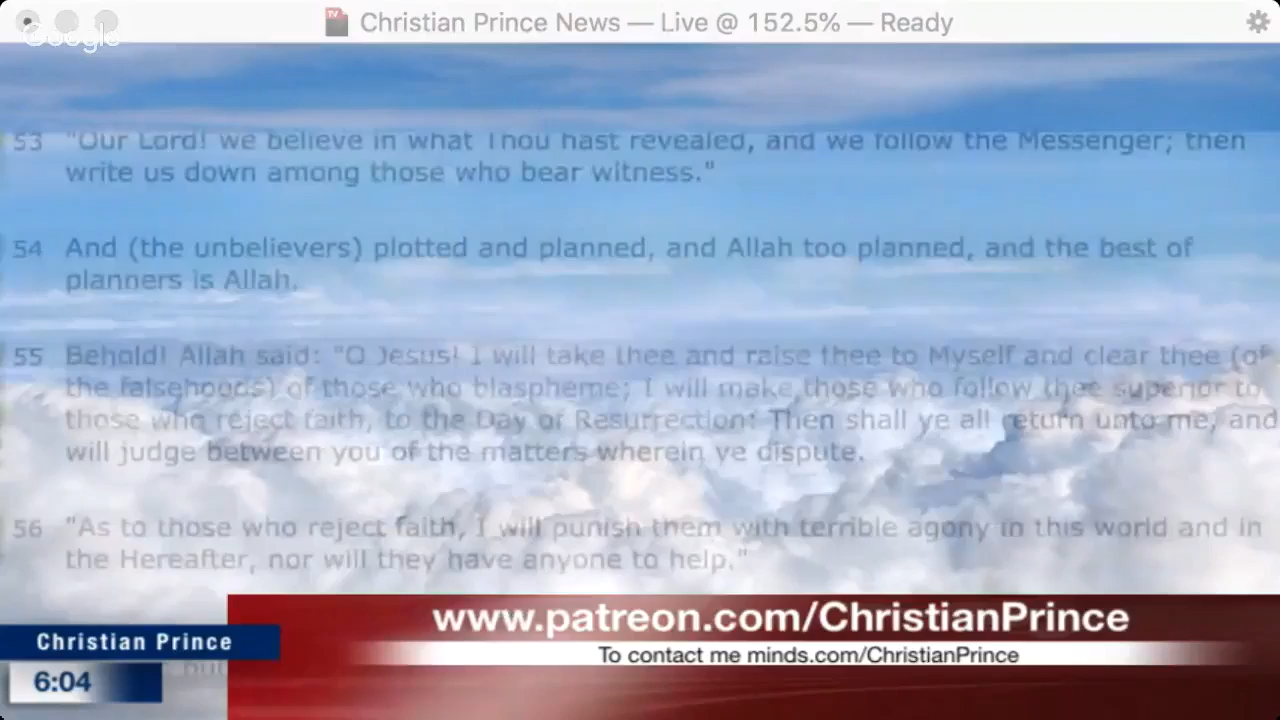 Christian Prince News — Live @ 152.5% — Ready
Google
53 "Our Lord! we believe in what Thou hast revealed, and we follow the Messenger; then
write us down among those who bear witness."
54 And (the unbelievers) plotted and planned, and Allah too planned, and the best of
planners is Allah.
55 Behold! Allah said: "O Jesus! I will take thee and raise thee to Myself and clear thee (of
the falsehoods) of those who blaspheme; I will make those who follow thee superior to
those who reject faith, to the Day of Resurrection: Then shall ye all return unto me, and
will judge between you of the matters wherein ye dispute.
56 "As to those who reject faith, I will punish them with terrible agony in this world and in
the Hereafter, nor will they have anyone to help."
www.patreon.com/ChristianPrince
Christian Prince
To contact me minds.com/ChristianPrince
6:04